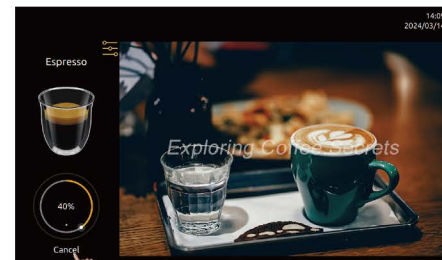 14:09
2024/03/14
Espresso
Exploring Coffee Secrets
40%
Cancel